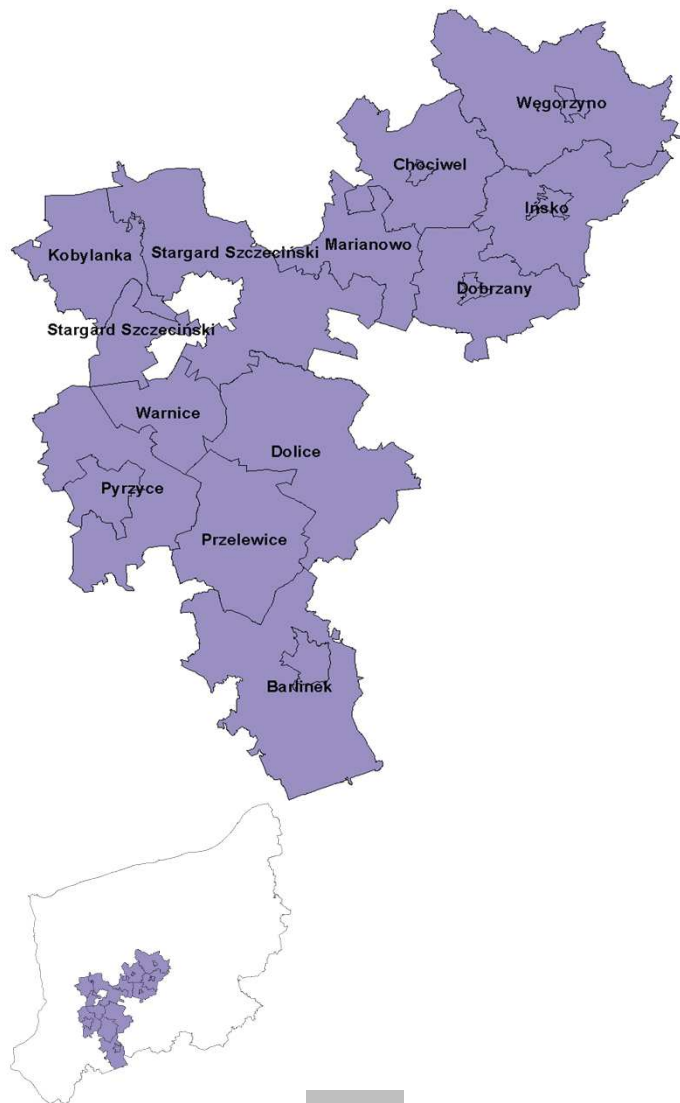 Węgorzyno
Chociwel
Ińsko
Kobylanka
Stargard Szczeciński
Marianowo
Dobrzany
Stargard Szczeciński
Warnice
Dolice
Pyrzyce
Przelewice
Barlinek